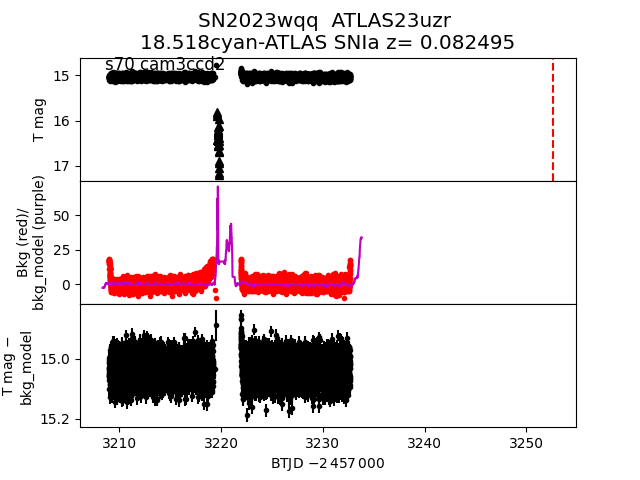 SN2023wqq  ATLAS23uzr
18.518cyan-ATLAS SNIa z= 0.082495
s70 cam3ccd2
15
16
17
T mag
50
25
0
Bkg (red)/
bkg_model (purple)
15.0
15.2
T mag −
bkg_model
3210
3220
3230
3240
3250
BTJD −2 457 000